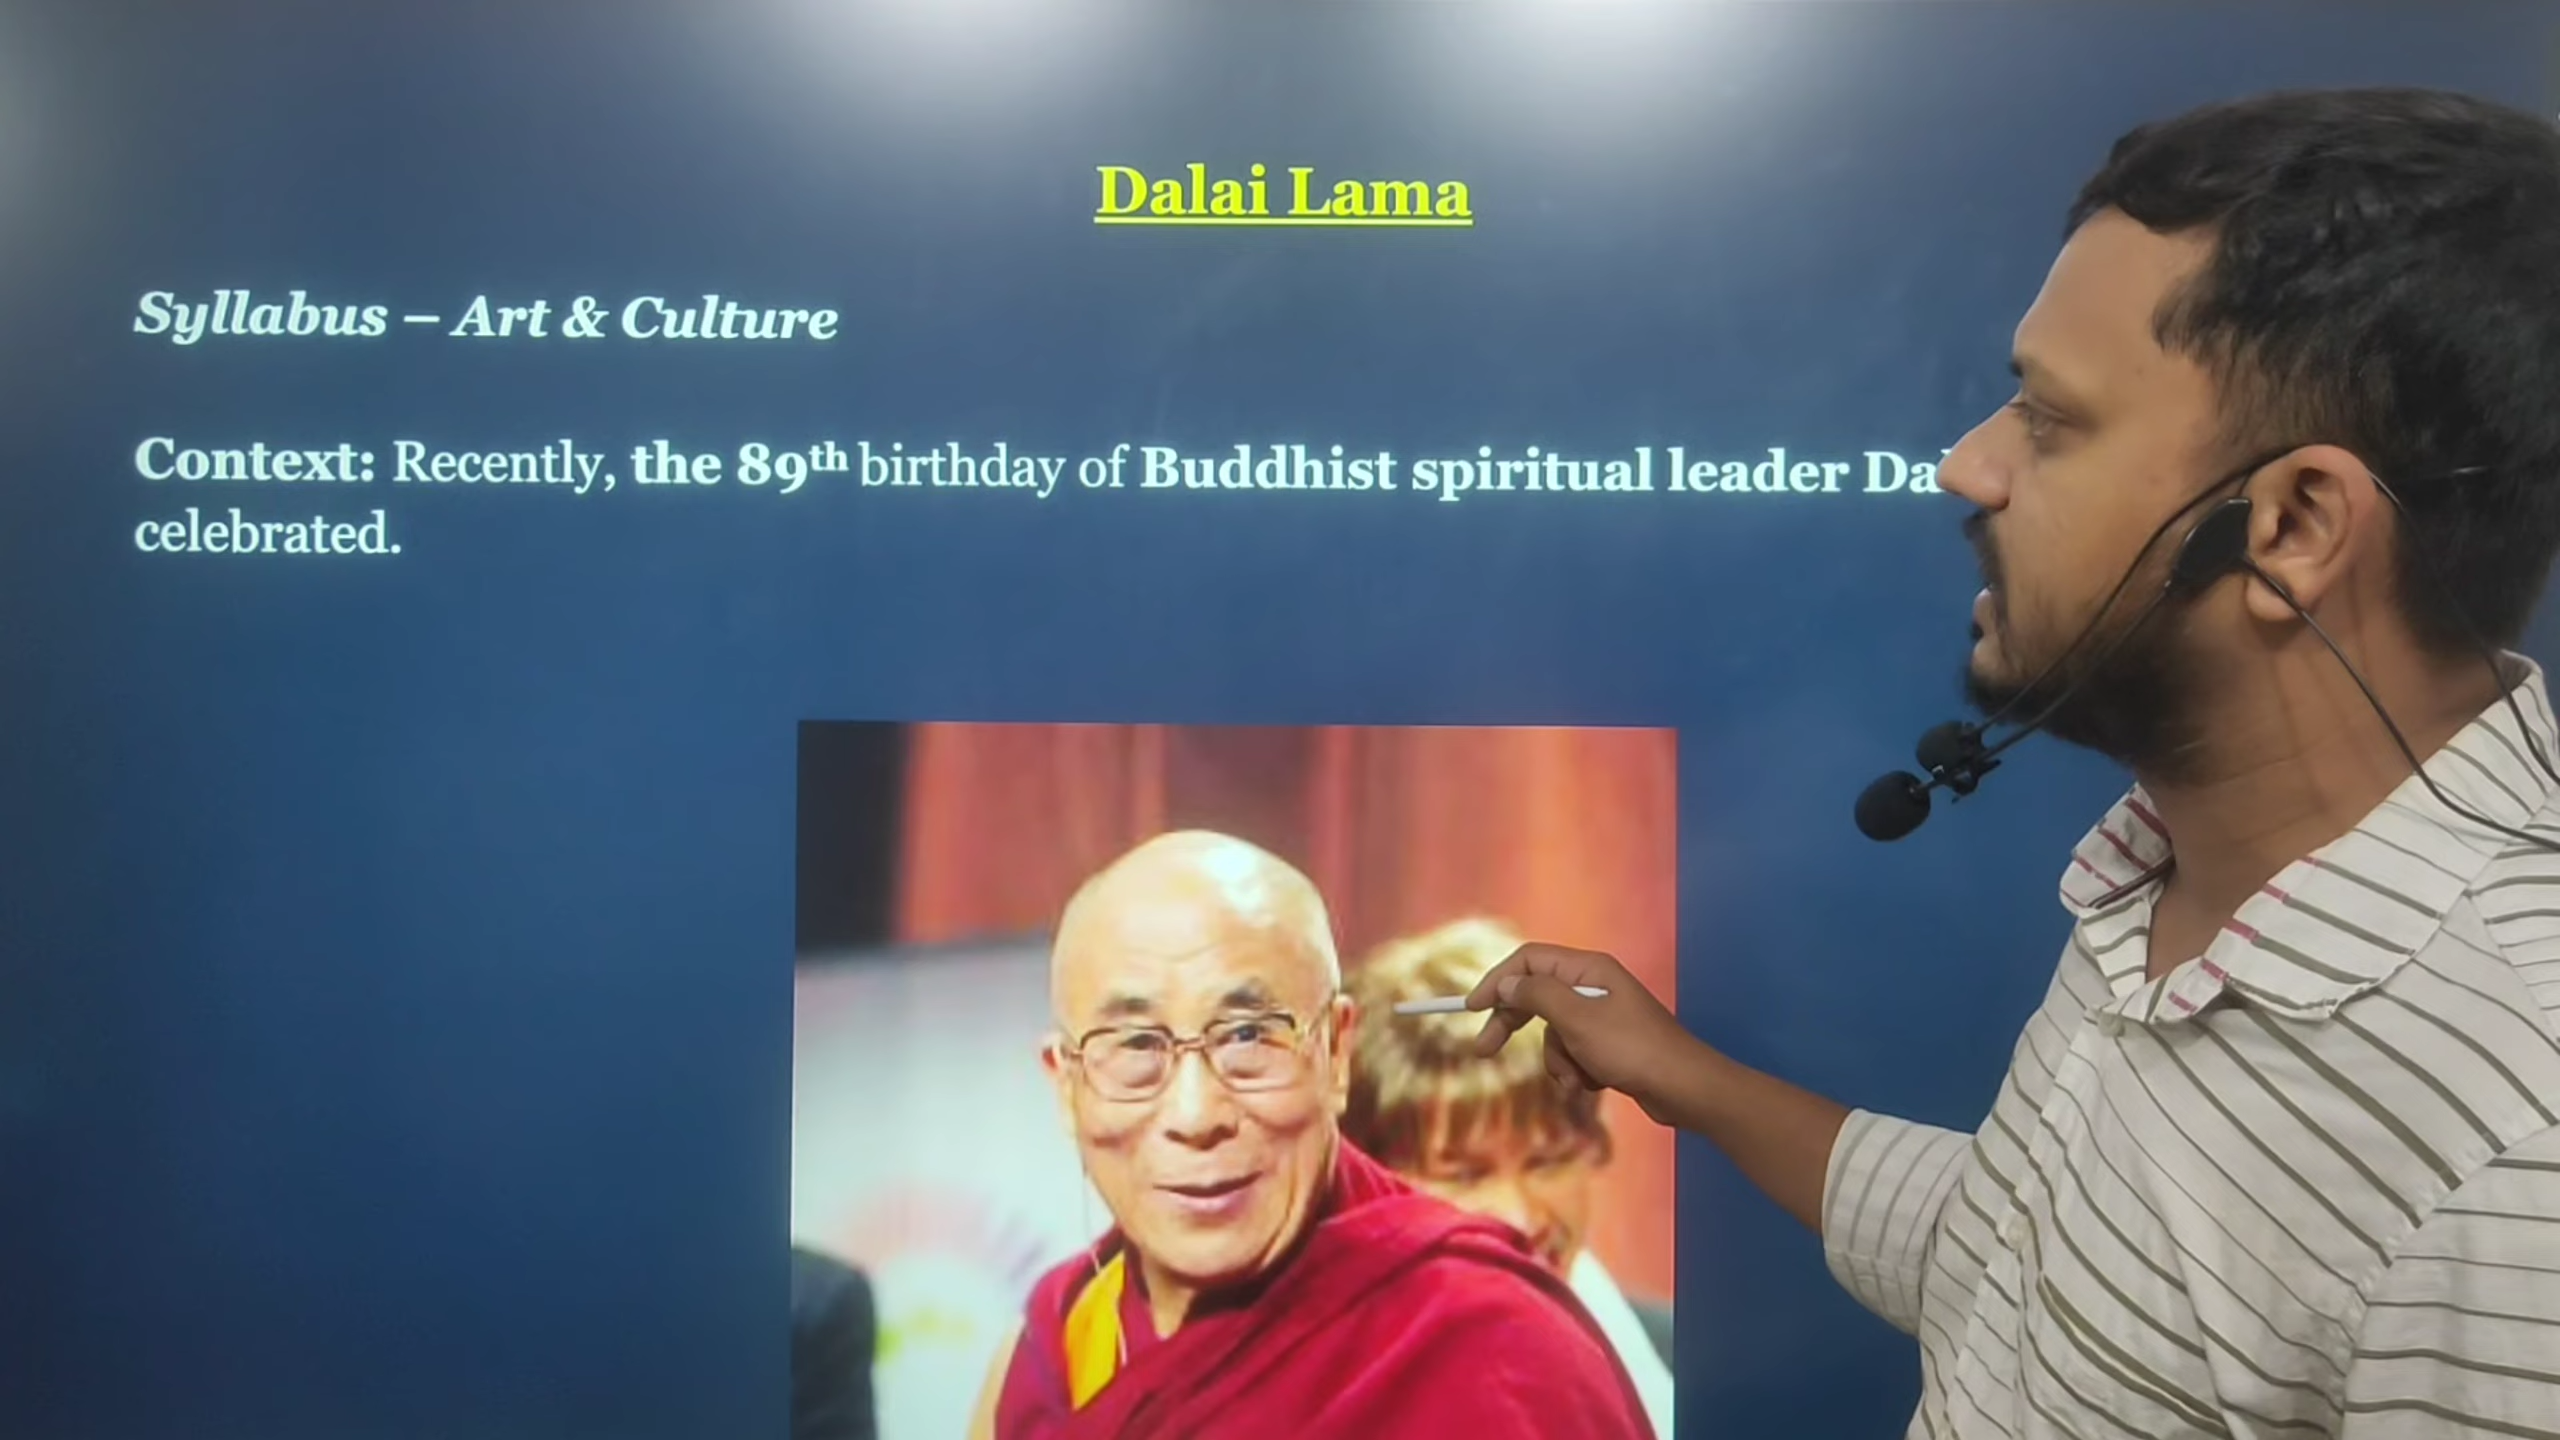 Dalai Lama
Syllabus – Art & Culture
Context: Recently, the 89th birthday of Buddhist spiritual leader
celebrated.